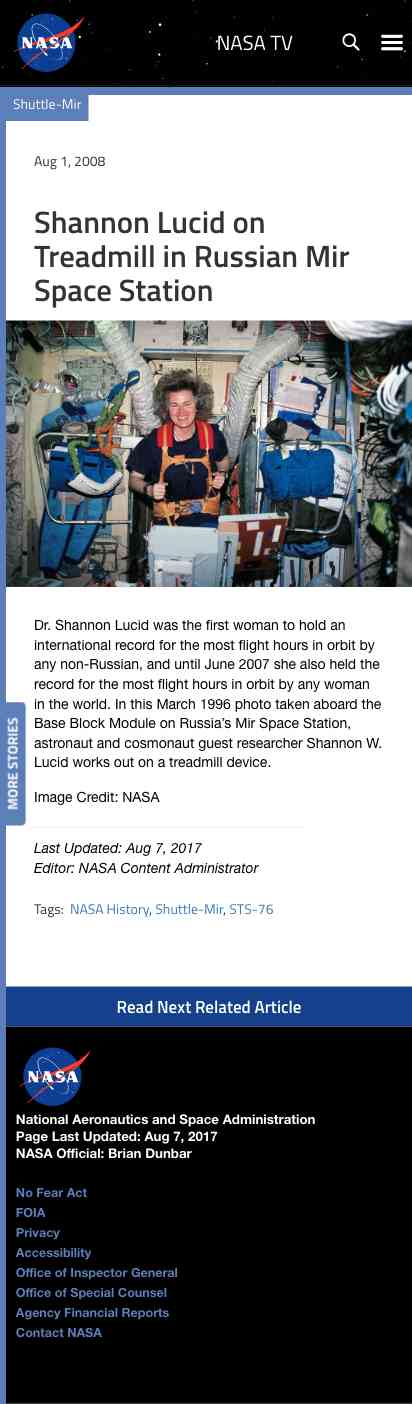 NASA
NASA TV
Shuttle-Mir
Aug 1, 2008
Shannon Lucid on
Treadmill in Russian Mir
Space Station
Dr. Shannon Lucid was the first woman to hold an
international record for the most flight hours in orbit by
any non-Russian, and until June 2007 she also held the
record for the most flight hours in orbit by any woman
in the world. In this March 1996 photo taken aboard the
Base Block Module on Russia's Mir Space Station,
astronaut and cosmonaut guest researcher Shannon W.
Lucid works out on a treadmill device.
MORE STORIES
Image Credit: NASA
Last Updated: Aug 7, 2017
Editor: NASA Content Administrator
Tags: NASA History, Shuttle-Mir, STS-76
Read Next Related Article
NASA
National Aeronautics and Space Administration
Page Last Updated: Aug 7, 2017
NASA Official: Brian Dunbar
No Fear Act
FOIA
Privacy
Accessibility
Office of Inspector General
Office of Special Counsel
Agency Financial Reports
Contact NASA